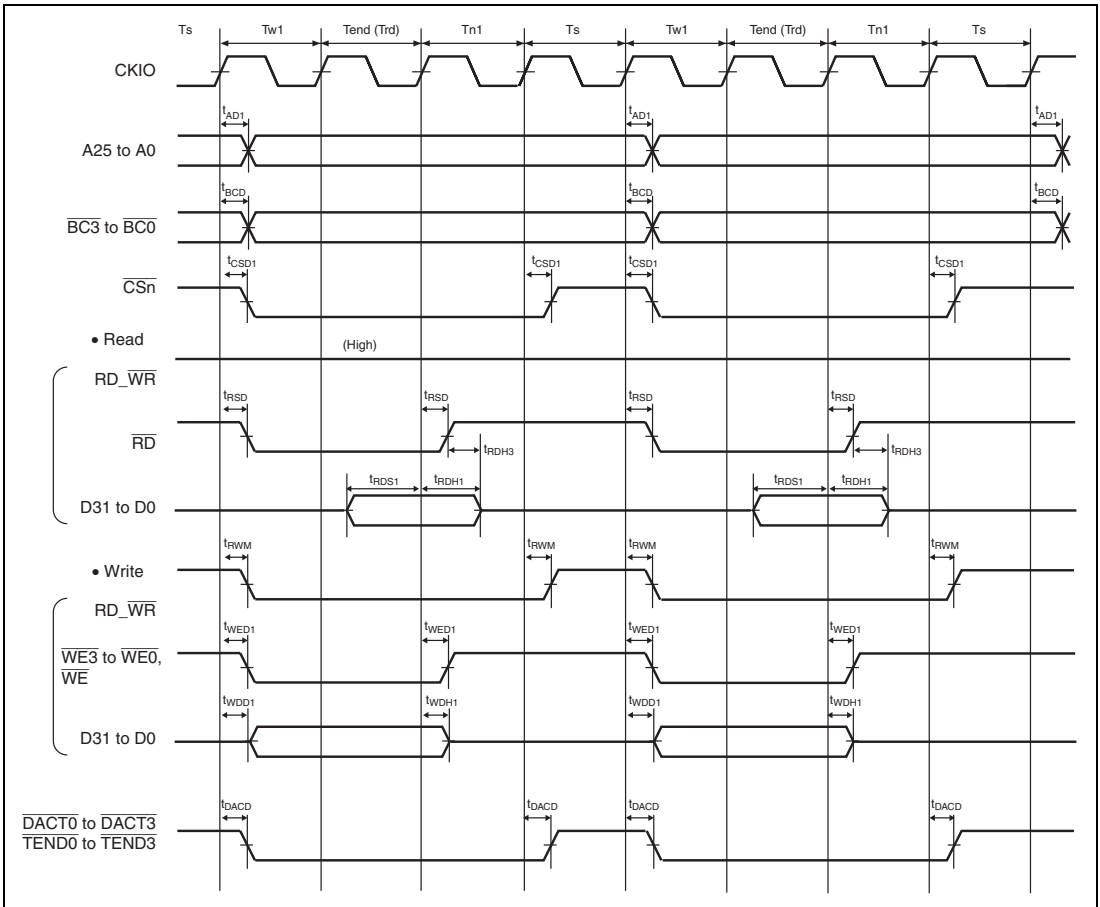 Ts Tw1 Tend (Trd) Tn1 Ts Tw1 Tend (Trd) Tn1 Ts
CKIO
tAD1 tAD1 tAD1
A25 to A0
tBCD tBCD tBCD
BC3 to BC0
tCSD1 tCSD1 tCSD1 tCSD1
CSn
• Read
(High)
RD_WR
tRSD tRSD tRSD tRSD
RD
tRDH3 tRDH3
tRDS1 tRDH1 tRDS1 tRDH1
D31 to D0
tRWM tRWM tRWM tRWM
• Write
RD_WR
tWED1 tWED1 tWED1 tWED1
WE3 to WE0,
WE
tWDD1 tWDH1 tWDD1 tWDH1
D31 to D0
tDACD tDACD tDACD tDACD
DACT0 to DACT3
TEND0 to TEND3